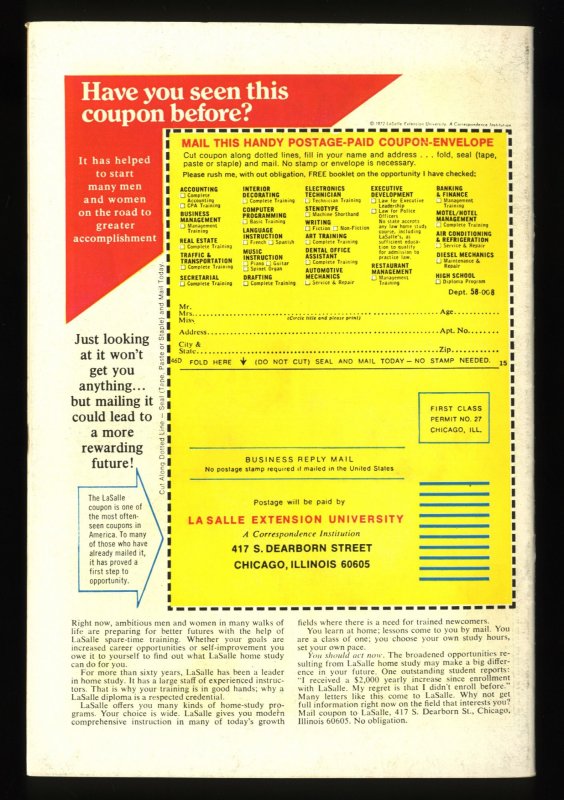 Have you seen this
coupon before?
© 1972 LaSalle Extension University, A Correspondence Institution
It has helped
to start
many men
and women
on the road to
greater
accomplishment
MAIL THIS HANDY POSTAGE-PAID COUPON-ENVELOPE
Cut coupon along dotted lines, fill in your name and address . . . fold, seal (tape,
paste or staple) and mail. No stamp or envelope is necessary.
Please rush me, with out obligation, FREE booklet on the opportunity I have checked;
ACCOUNTING
Complete
Accounting
CPA Training
BUSINESS
MANAGEMENT
Management
Training
REAL ESTATE
Complete Training
TRAFFIC &
TRANSPORTATION
Complete Training
SECRETARIAL
Complete Training
INTERIOR
DECORATING
Complete Training
COMPUTER
PROGRAMMING
Basic Training
LANGUAGE
INSTRUCTION
French Spanish
MUSIC
INSTRUCTION
Piano Guitar
Spinet Organ
DRAFTING
Complete Training
ELECTRONICS
TECHNICIAN
Technician Training
STENOTYPE
Machine Shorthand
WRITING
Fiction Non-Fiction
ART TRAINING
Complete Training
DENTAL OFFICE
ASSISTANT
Complete Training
AUTOMOTIVE
MECHANICS
Service & Repair
EXECUTIVE
DEVELOPMENT
Law for Executive
Leadership
Law for Police
Officers
No state accepts
any law home study
course, including
LaSalle's, as
sufficient educa-
tion to qualify
for admission to
practice law.
RESTAURANT
MANAGEMENT
Management
Training
BANKING
& FINANCE
Management
Training
MOTEL/HOTEL
MANAGEMENT
Complete Training
AIR CONDITIONING
& REFRIGERATION
Service & Repair
DIESEL MECHANICS
Maintenance &
Repair
HIGH SCHOOL
Diploma Program
Dept. 58-008
Mr.
Mrs. Age
Miss (Circle title and please print)
Address Apt. No.
City &
State Zip
46D FOLD HERE ↓ (DO NOT CUT) SEAL AND MAIL TODAY – NO STAMP NEEDED. 15
Cut Along Dotted Line — Seal (Tape, Paste or Staple) and Mail Today
Just looking
at it won't
get you
anything...
but mailing it
could lead to
a more
rewarding
future!
The LaSalle
coupon is one of
the most often-
seen coupons in
America. To many
of those who have
already mailed it,
it has proved a
first step to
opportunity.
FIRST CLASS
PERMIT NO. 27
CHICAGO, ILL.
BUSINESS REPLY MAIL
No postage stamp required if mailed in the United States
Postage will be paid by
LA SALLE EXTENSION UNIVERSITY
A Correspondence Institution
417 S. DEARBORN STREET
CHICAGO, ILLINOIS 60605
Right now, ambitious men and women in many walks of
life are preparing for better futures with the help of
LaSalle spare-time training. Whether your goals are
increased career opportunities or self-improvement you
owe it to yourself to find out what LaSalle home study
can do for you.
For more than sixty years, LaSalle has been a leader
in home study. It has a large staff of experienced instruc-
tors. That is why your training is in good hands; why a
LaSalle diploma is a respected credential.
LaSalle offers you many kinds of home-study pro-
grams. Your choice is wide. LaSalle gives you modern
comprehensive instruction in many of today's growth
fields where there is a need for trained newcomers.
You learn at home; lessons come to you by mail. You
are a class of one; you choose your own study hours,
set your own pace.
You should act now. The broadened opportunities re-
sulting from LaSalle home study may make a big differ-
ence in your future. One outstanding student reports:
"I received a $2,000 yearly increase since enrollment
with LaSalle. My regret is that I didn't enroll before."
Many letters like this come to LaSalle. Why not get
full information right now on the field that interests you?
Mail coupon to LaSalle, 417 S. Dearborn St., Chicago,
Illinois 60605. No obligation.